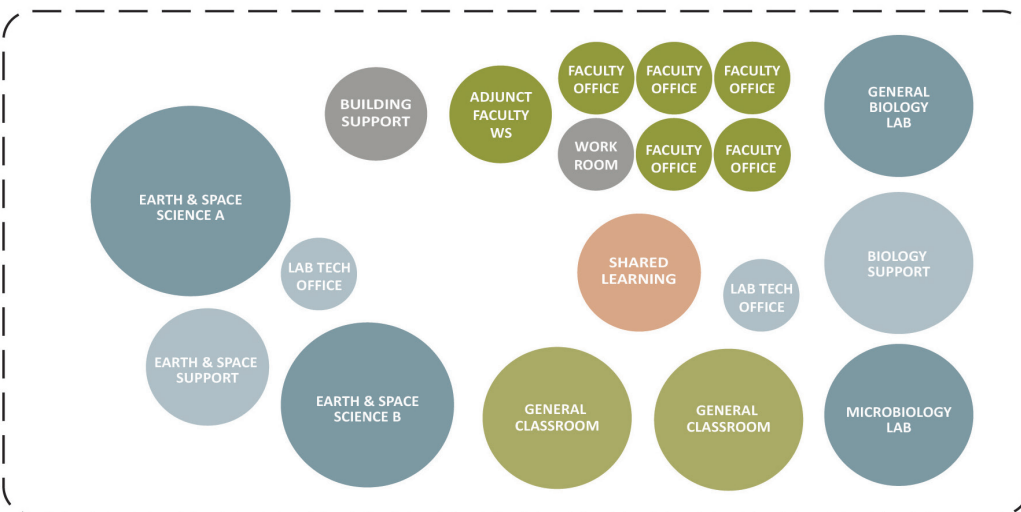 BUILDING
SUPPORT
ADJUNCT
FACULTY
WS
FACULTY
OFFICE
FACULTY
OFFICE
FACULTY
OFFICE
WORK
ROOM
FACULTY
OFFICE
FACULTY
OFFICE
GENERAL
BIOLOGY
LAB
EARTH & SPACE
SCIENCE A
LAB TECH
OFFICE
SHARED
LEARNING
LAB TECH
OFFICE
BIOLOGY
SUPPORT
EARTH & SPACE
SUPPORT
EARTH & SPACE
SCIENCE B
GENERAL
CLASSROOM
GENERAL
CLASSROOM
MICROBIOLOGY
LAB